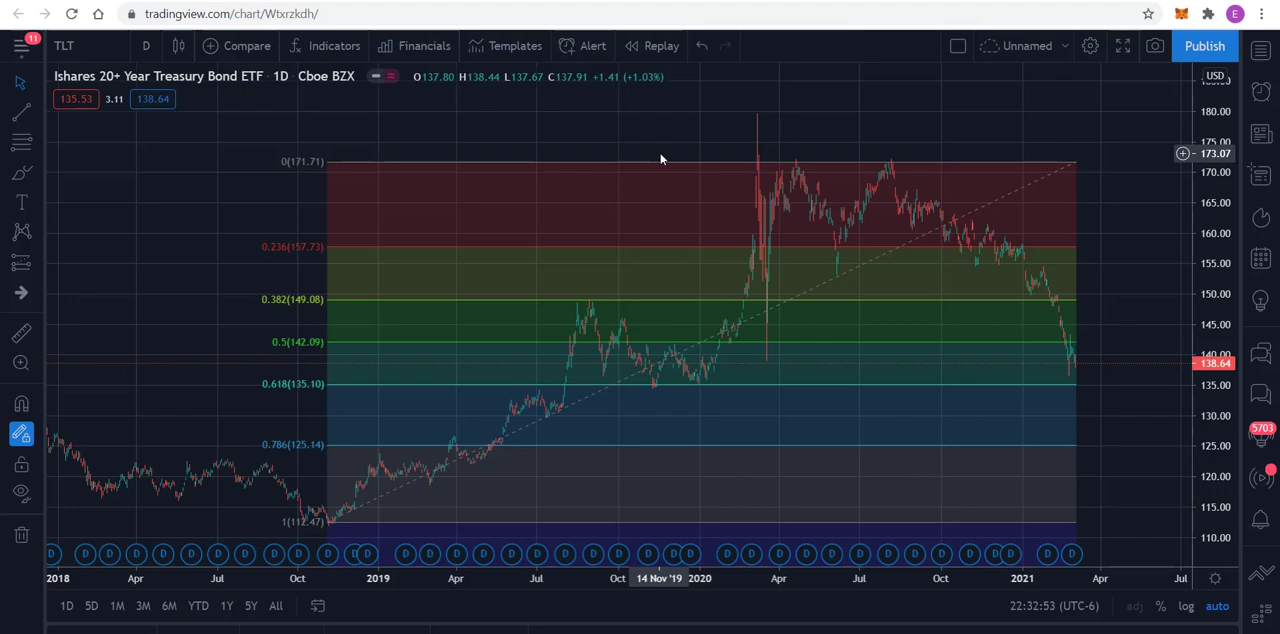 tradingview.com/chart/Wtxrzkdh/
E
11
TLT D Compare Indicators Financials Templates Alert Replay Unnamed Publish
Ishares 20+ Year Treasury Bond ETF · 1D · Cboe BZX O137.80 H138.44 L137.67 C137.91 +1.41 (+1.03%)
USD
135.53 3.11 138.64
180.00
175.00
173.07
170.00
165.00
160.00
155.00
150.00
145.00
140.00
138.64
135.00
130.00
125.00
120.00
115.00
110.00
0(171.71)
0.236(157.73)
0.382(149.08)
0.5(142.09)
0.618(135.10)
0.786(125.14)
1(112.47)
D D D D D D D D D D D D D D D D D D D D D D D D D D D D D D D D D D D D D D D D
2018 Apr Jul Oct 2019 Apr Jul Oct 14 Nov '19 2020 Apr Jul Oct 2021 Apr Jul
5703
1D 5D 1M 3M 6M YTD 1Y 5Y All 22:32:53 (UTC-6) adj % log auto